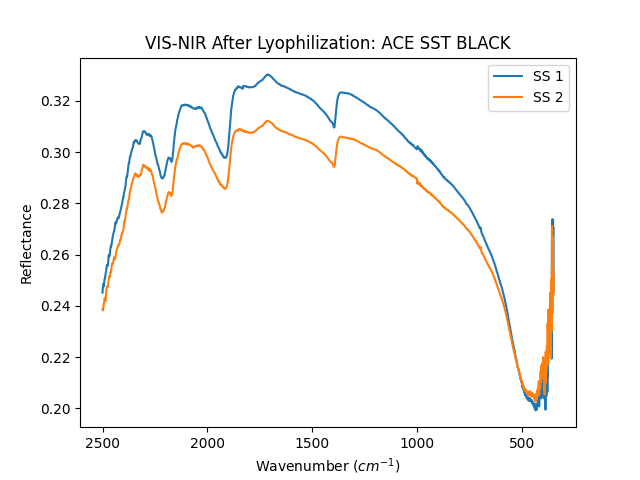 VIS-NIR After Lyophilization: ACE SST BLACK
SS 1
SS 2
Reflectance
0.32
0.30
0.28
0.26
0.24
0.22
0.20
2500 2000 1500 1000 500
Wavenumber (cm⁻¹)